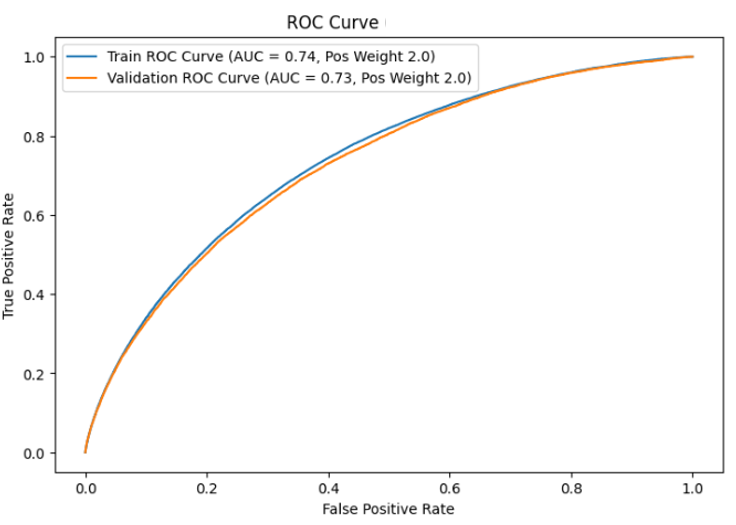 ROC Curve
Train ROC Curve (AUC = 0.74, Pos Weight 2.0)
Validation ROC Curve (AUC = 0.73, Pos Weight 2.0)
True Positive Rate
1.0
0.8
0.6
0.4
0.2
0.0
0.0 0.2 0.4 0.6 0.8 1.0
False Positive Rate